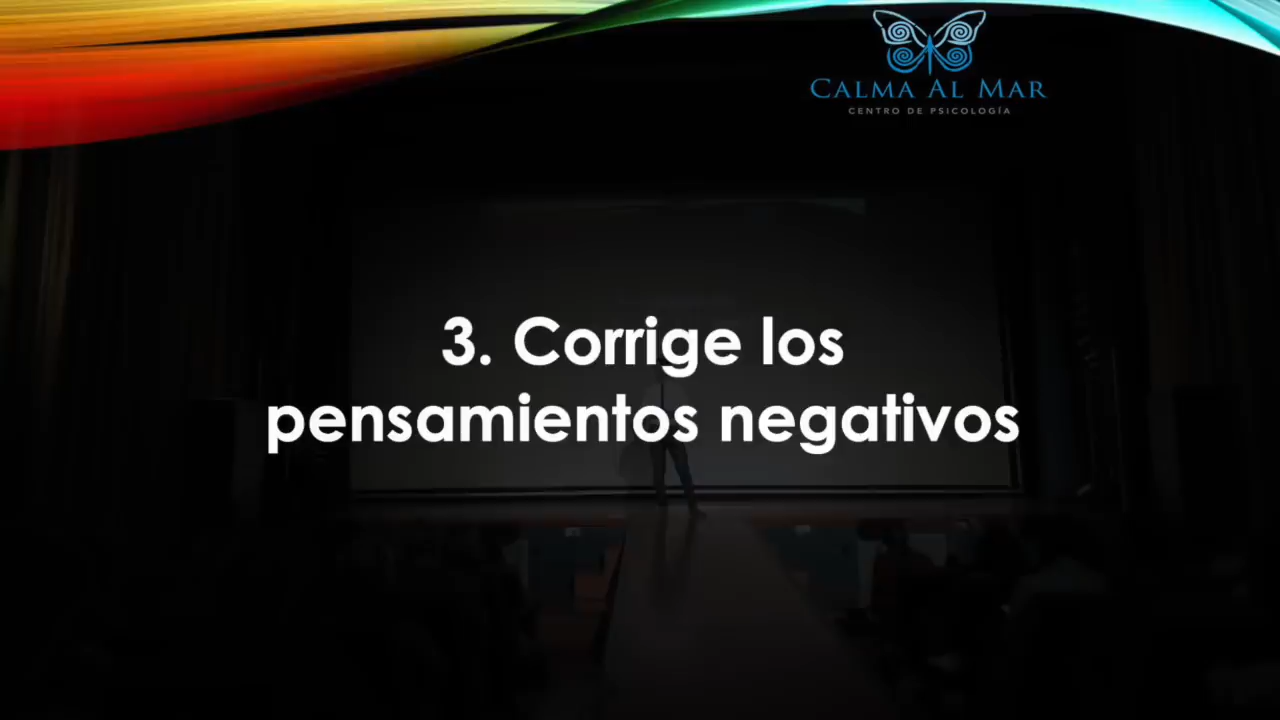 CALMA AL MAR
CENTRO DE PSICOLOGÍA
3. Corrige los
pensamientos negativos